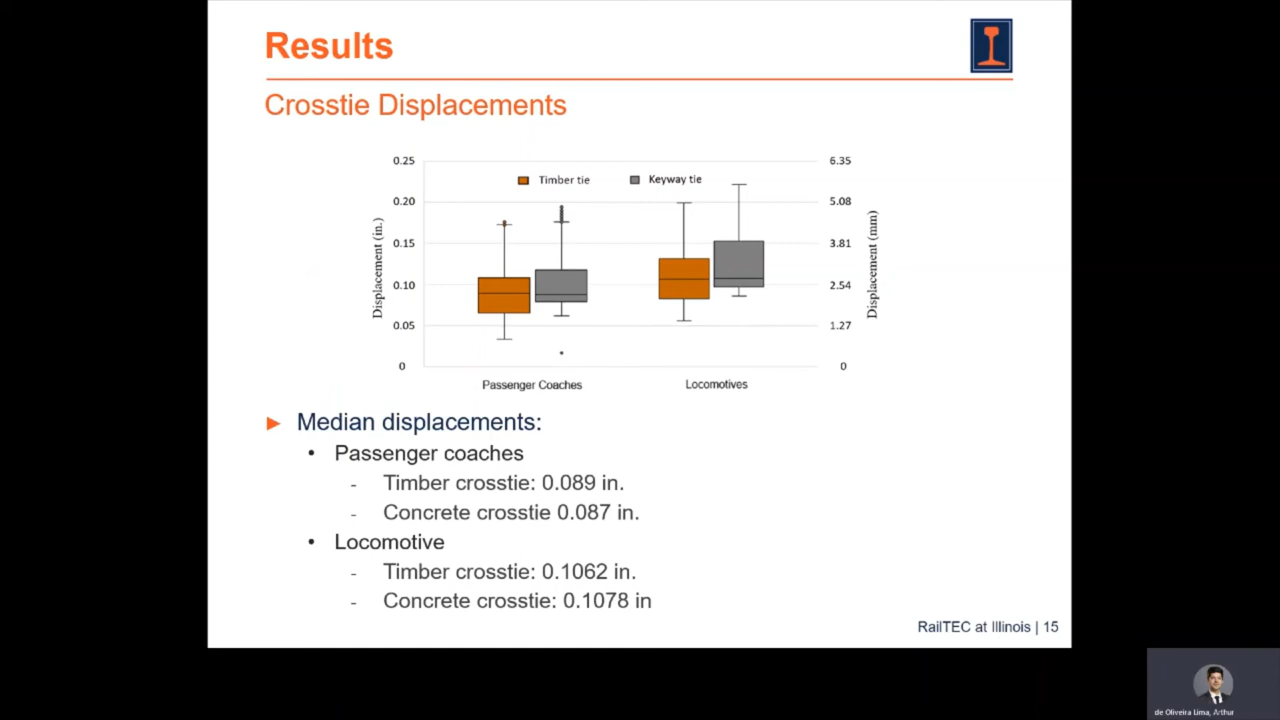 Results
Crosstie Displacements
0.25
0.20
0.15
0.10
0.05
0
Displacement (in.)
Timber tie
Keyway tie
6.35
5.08
3.81
2.54
1.27
0
Displacement (mm)
Passenger Coaches
Locomotives
► Median displacements:
• Passenger coaches
- Timber crosstie: 0.089 in.
- Concrete crosstie 0.087 in.
• Locomotive
- Timber crosstie: 0.1062 in.
- Concrete crosstie: 0.1078 in
RailTEC at Illinois | 15
de Oliveira Lima, Arthur